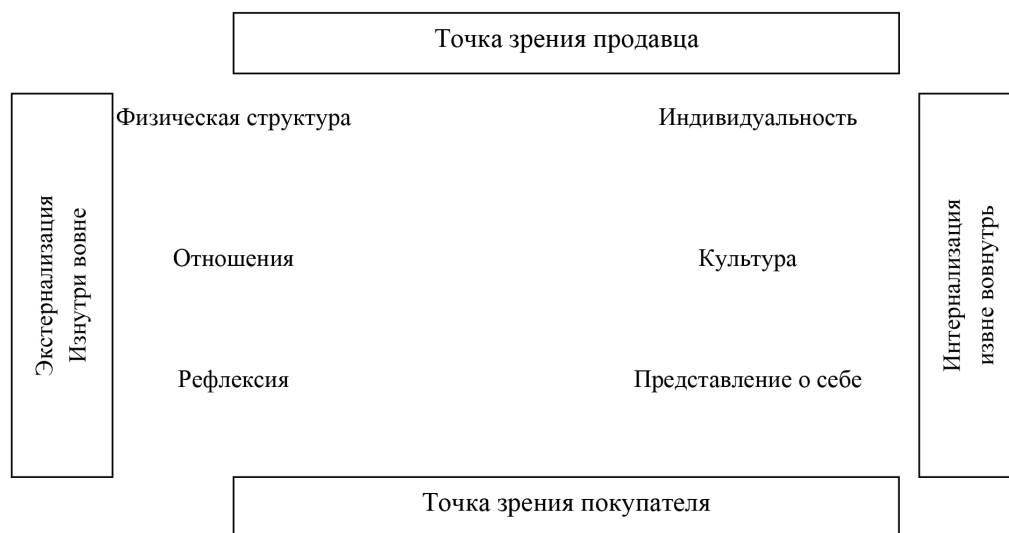 Точка зрения продавца
Физическая структура
Индивидуальность
Экстернализация
Изнутри вовне
Отношения
Культура
Интернализация
извне вовнутрь
Рефлексия
Представление о себе
Точка зрения покупателя